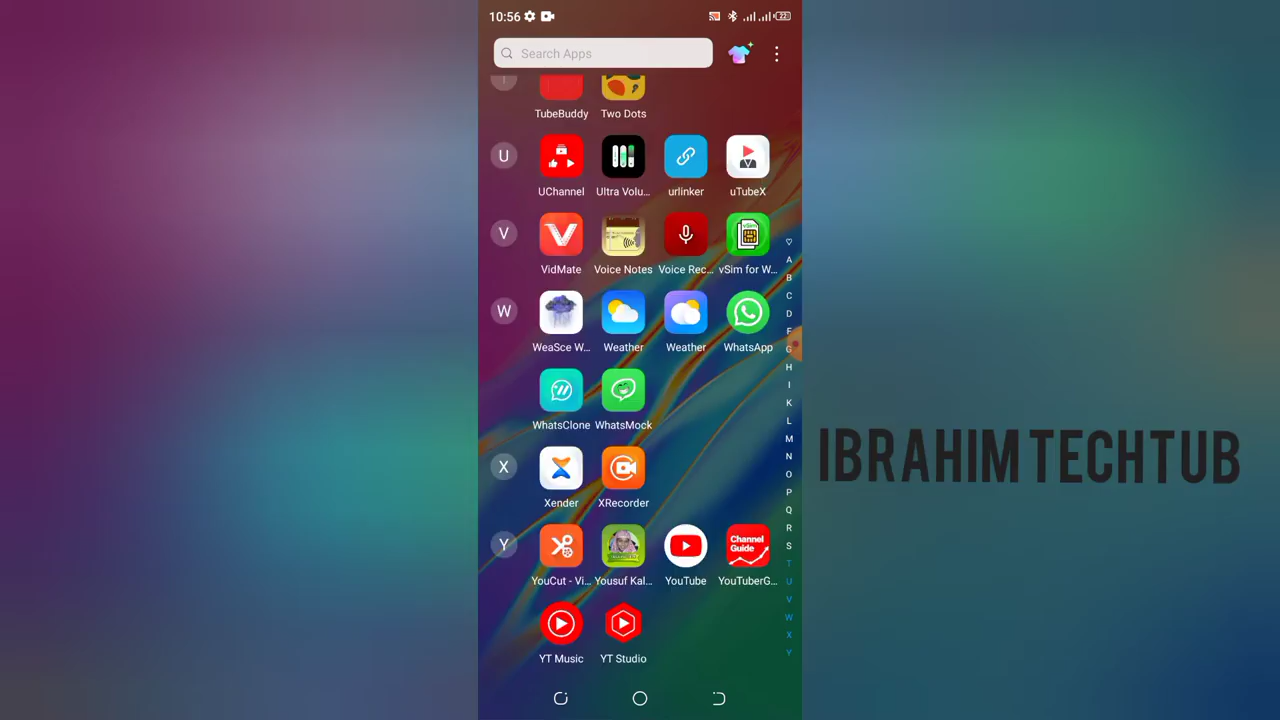 10:56
22
Search Apps
T
TubeBuddy Two Dots
U
UChannel Ultra Volu... urlinker uTubeX
V
vSim
VidMate Voice Notes Voice Rec... vSim for W...
W
WeaSce W... Weather Weather WhatsApp
WhatsClone WhatsMock
X
Xender XRecorder
Y
Channel
Guide
YouCut - Vi... Yousuf Kal... YouTube YouTuberG...
YT Music YT Studio
A
B
C
D
F
G
H
I
K
L
M
N
O
P
Q
R
S
T
U
V
W
X
Y
IBRAHIM TECHTUB